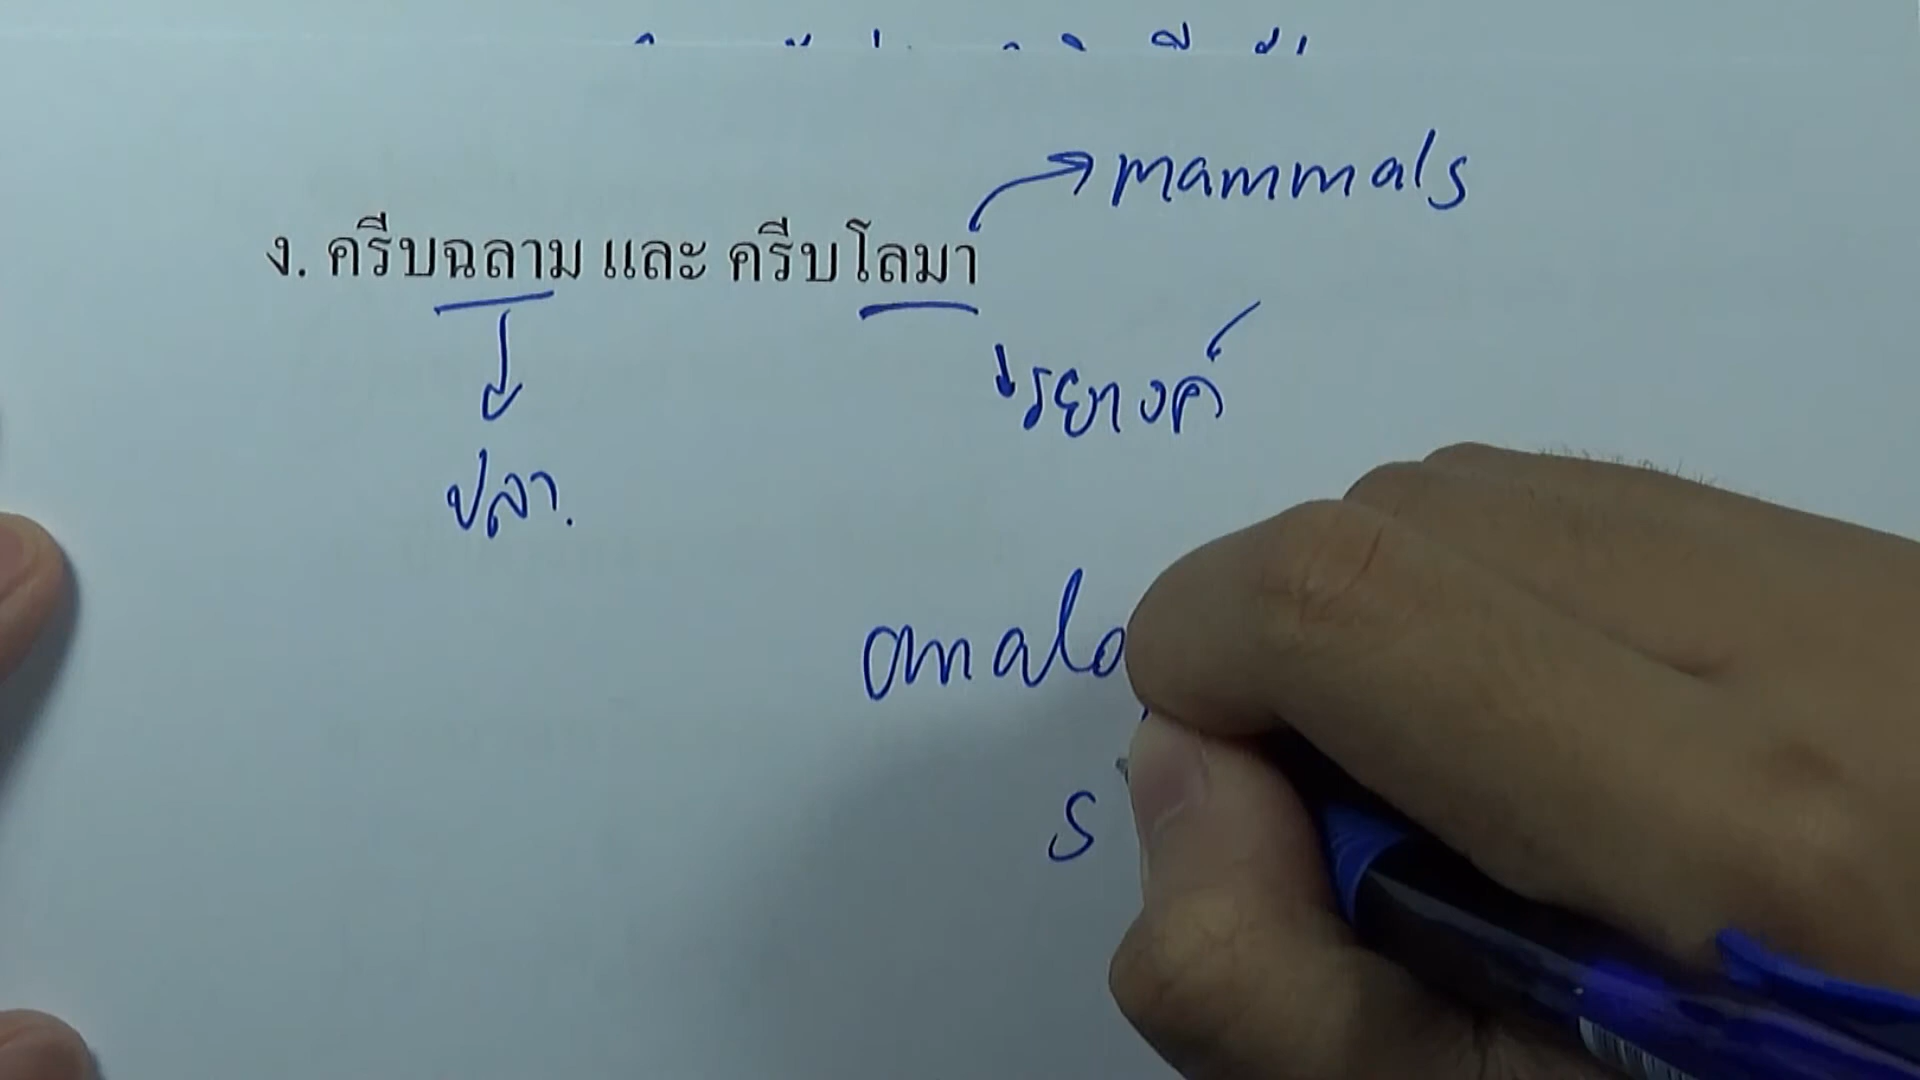 mammals
ง. ครีบฉลาม และ ครีบโลมา
รยางค์
ปลา.
analo
s